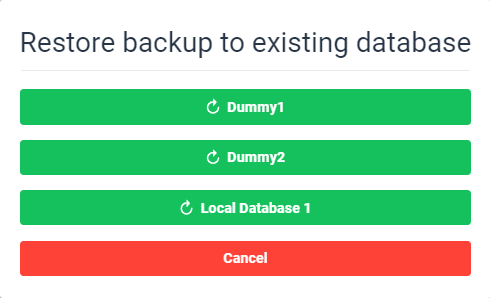 Restore backup to existing database
Dummy1
Dummy2
Local Database 1
Cancel